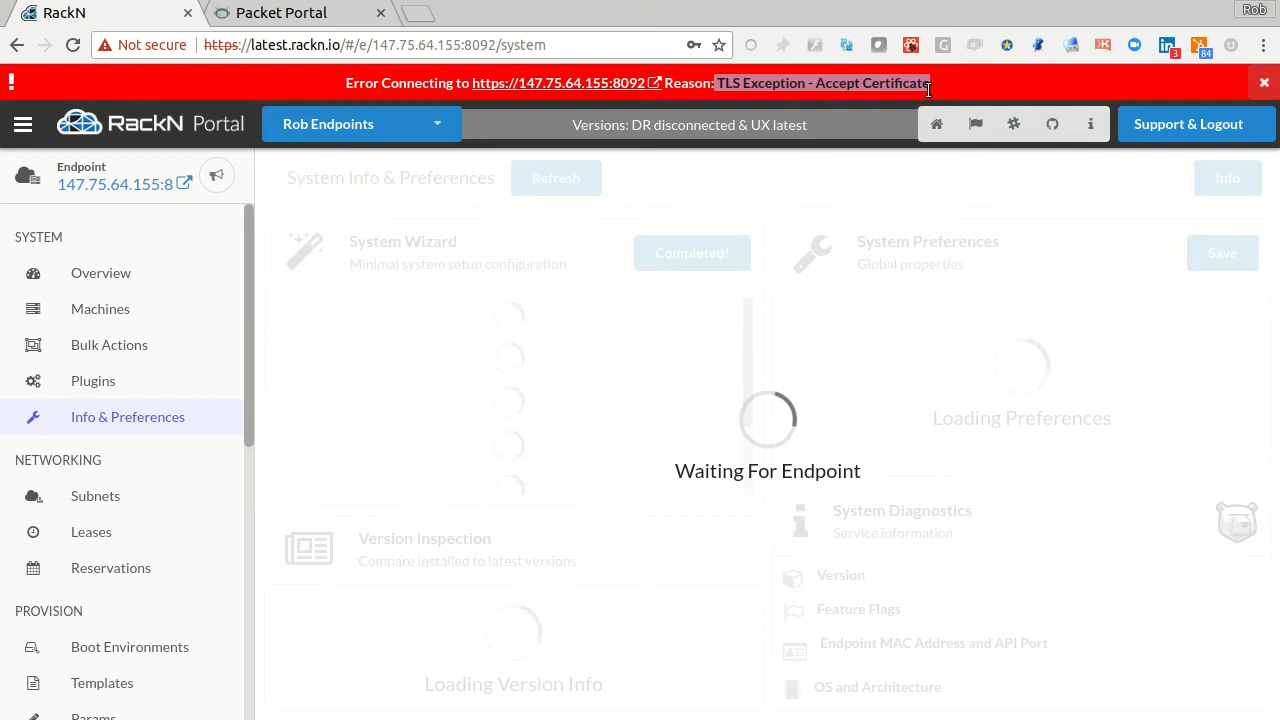 RackN
Packet Portal
Rob
Not secure https://latest.rackn.io/#/e/147.75.64.155:8092/system
3
84
Error Connecting to https://147.75.64.155:8092 Reason: TLS Exception - Accept Certificate
RackN Portal
Rob Endpoints
Versions: DR disconnected & UX latest
Support & Logout
Endpoint
147.75.64.155:8
System Info & Preferences
Refresh
Info
SYSTEM
Overview
Machines
Bulk Actions
Plugins
Info & Preferences
NETWORKING
Subnets
Leases
Reservations
PROVISION
Boot Environments
Templates
Params
System Wizard
Minimal system setup configuration
Completed!
System Preferences
Global properties
Save
Loading Preferences
Waiting For Endpoint
Version Inspection
Compare installed to latest versions
Loading Version Info
System Diagnostics
Service information
Version
Feature Flags
Endpoint MAC Address and API Port
,
OS and Architecture